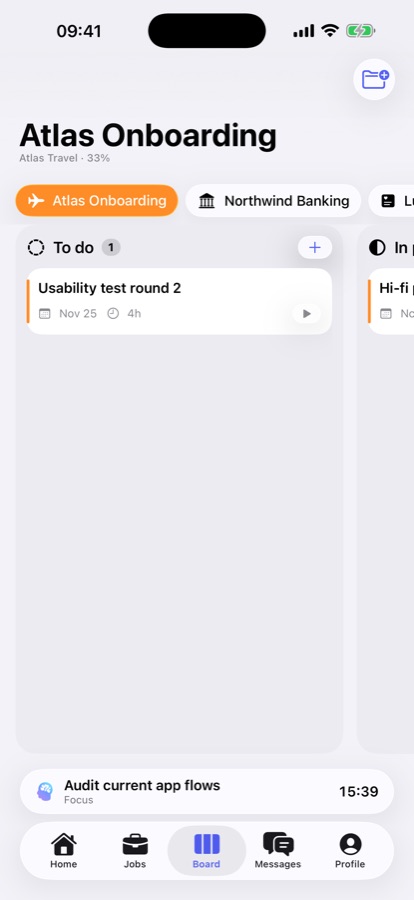 09:41
Atlas Onboarding
Atlas Travel · 33%
Atlas Onboarding
Northwind Banking
To do 1
In
Usability test round 2
Nov 25 4h
Hi-fi
Audit current app flows
Focus
15:39
Home
Jobs
Board
Messages
Profile